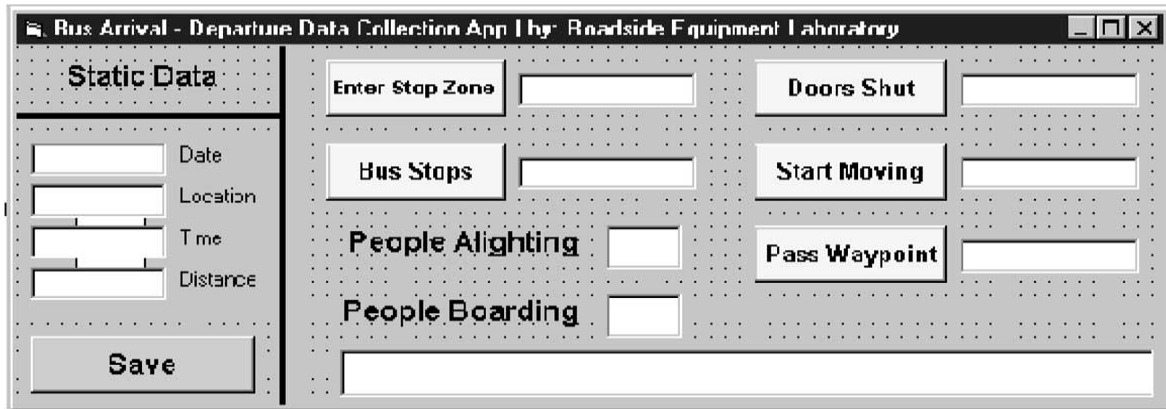 Bus Arrival - Departure Data Collection App | by: Roadside Equipment Laboratory
Static Data
Date
Location
Time
Distance
Save
Enter Stop Zone
Bus Stops
People Alighting
People Boarding
Doors Shut
Start Moving
Pass Waypoint